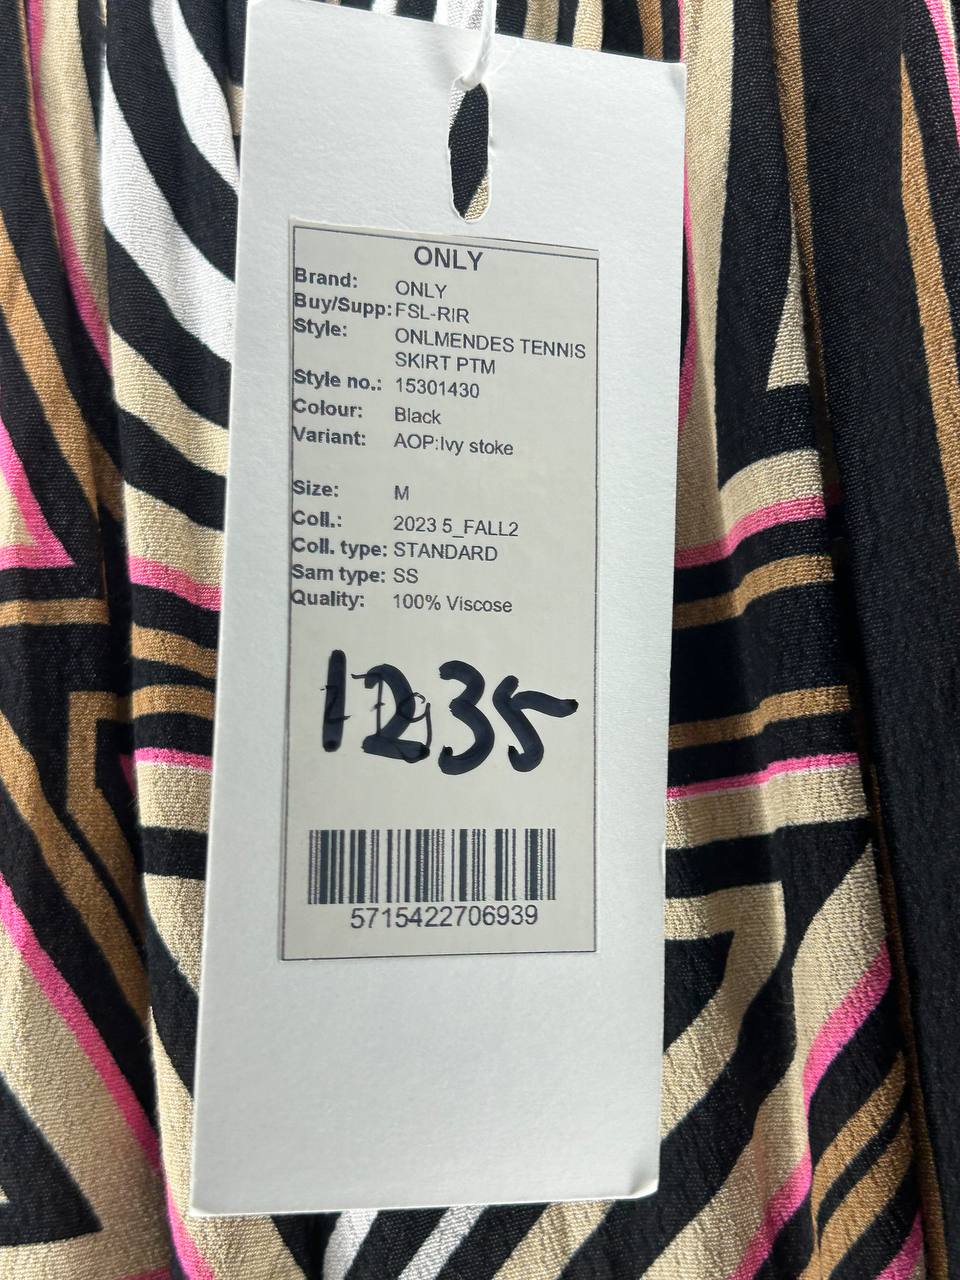 ONLY
Brand: ONLY
Buy/Supp: FSL-RIR
Style: ONLMENDES TENNIS
SKIRT PTM
Style no.: 15301430
Colour: Black
Variant: AOP:Ivy stoke
Size: M
Coll.: 2023 5_FALL2
Coll. type: STANDARD
Sam type: SS
Quality: 100% Viscose
1235
5715422706939